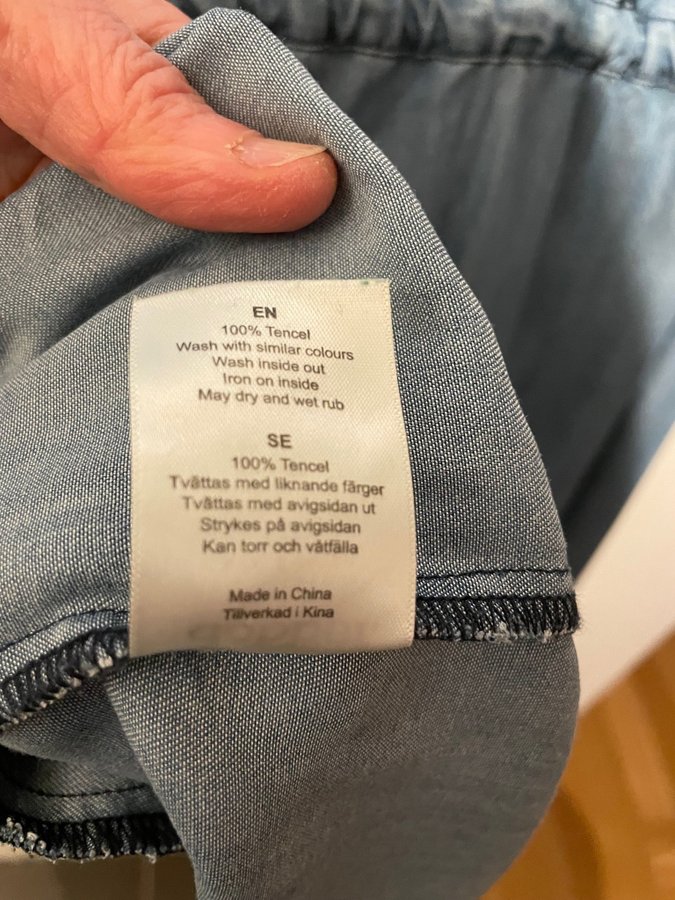 EN
100% Tencel
Wash with similar colours
Wash inside out
Iron on inside
May dry and wet rub
SE
100% Tencel
Tvättas med liknande färger
Tvättas med avigsidan ut
Strykes på avigsidan
Kan torr och våtfälla
Made in China
Tillverkad i Kina